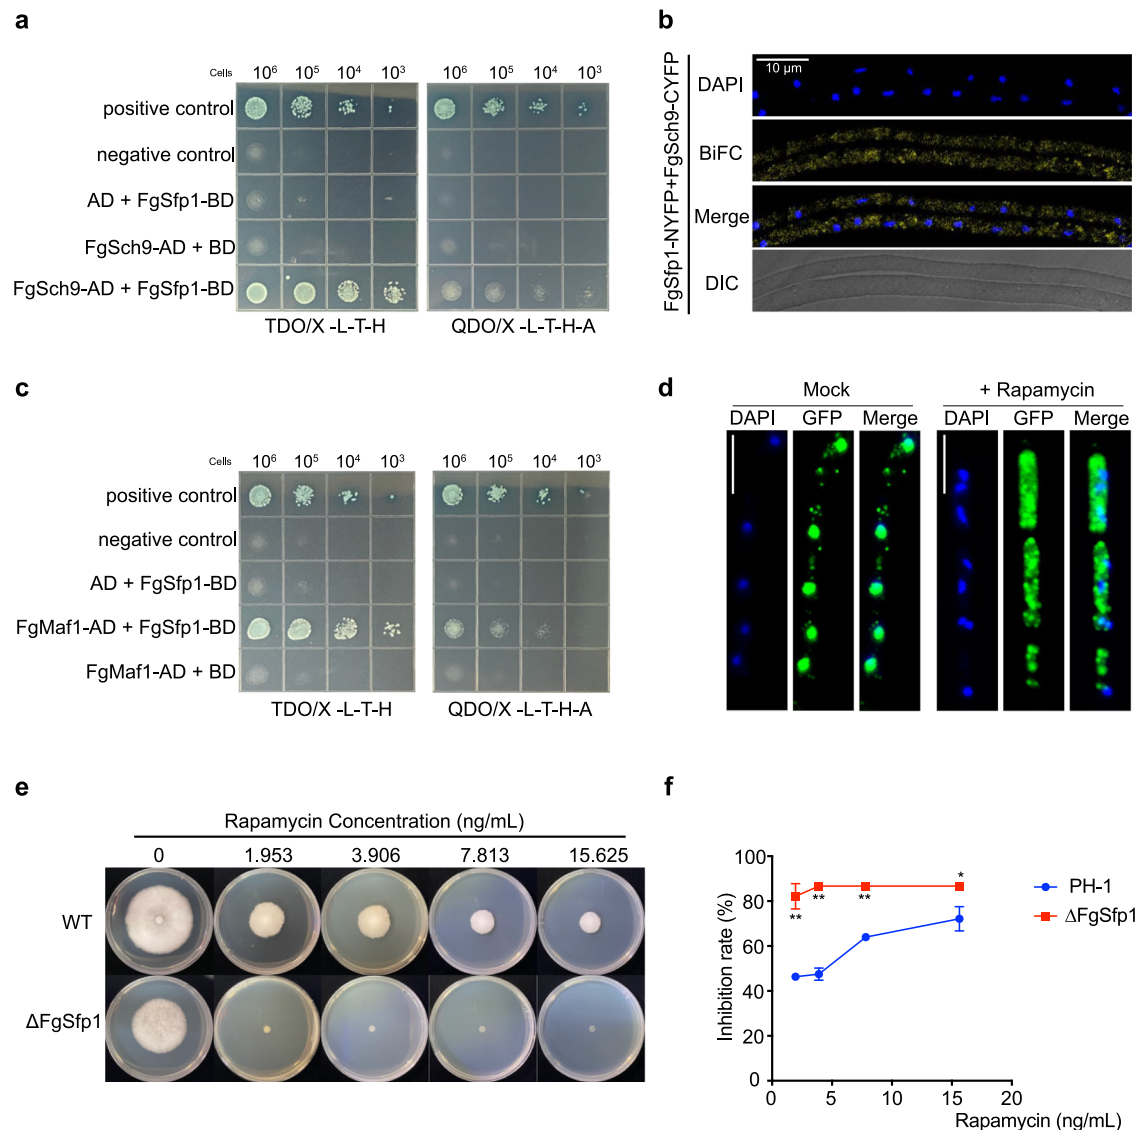 a
Cells 10⁶ 10⁵ 10⁴ 10³ 10⁶ 10⁵ 10⁴ 10³
positive control
negative control
AD + FgSfp1-BD
FgSch9-AD + BD
FgSch9-AD + FgSfp1-BD
TDO/X -L-T-H QDO/X -L-T-H-A
b
FgSfp1-NYFP+FgSch9-CYFP
10 µm
DAPI
BiFC
Merge
DIC
c
Cells 10⁶ 10⁵ 10⁴ 10³ 10⁶ 10⁵ 10⁴ 10³
positive control
negative control
AD + FgSfp1-BD
FgMaf1-AD + FgSfp1-BD
FgMaf1-AD + BD
TDO/X -L-T-H QDO/X -L-T-H-A
d
Mock + Rapamycin
DAPI GFP Merge DAPI GFP Merge
e
Rapamycin Concentration (ng/mL)
0 1.953 3.906 7.813 15.625
WT
ΔFgSfp1
f
Inhibition rate (%)
100
80
60
40
20
0
** ** ** *
0 5 10 15 20
Rapamycin (ng/mL)
PH-1
ΔFgSfp1